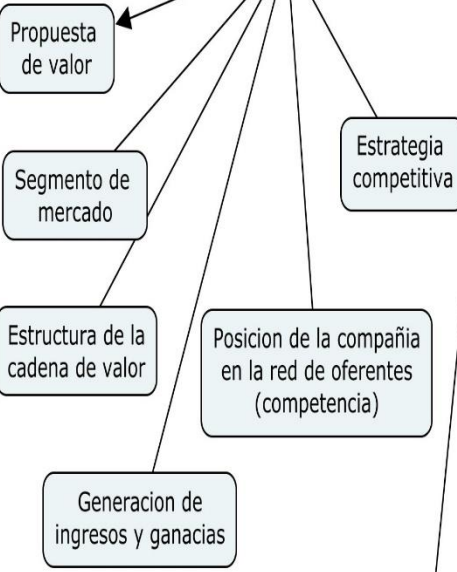 Propuesta
de valor
Estrategia
competitiva
Segmento de
mercado
Estructura de la
cadena de valor
Posicion de la compañia
en la red de oferentes
(competencia)
Generacion de
ingresos y ganacias